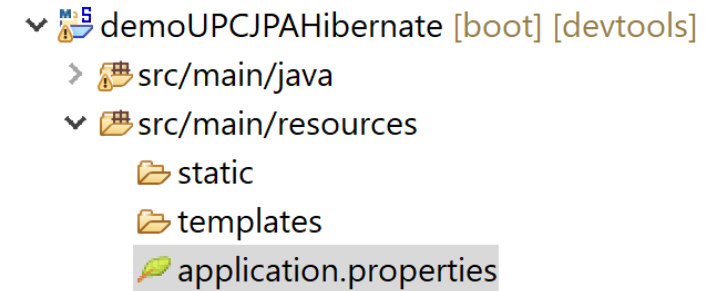 demoUPCJPAHibernate [boot] [devtools]
src/main/java
src/main/resources
static
templates
application.properties